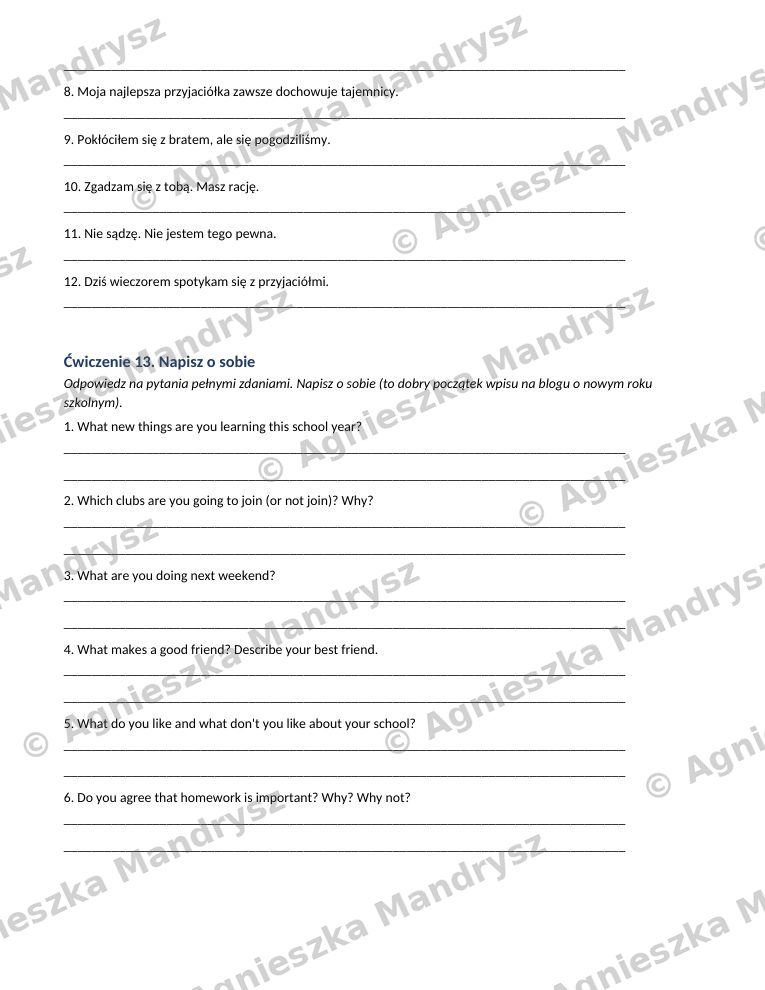 8. Moja najlepsza przyjaciółka zawsze dochowuje tajemnicy.
9. Pokłóciłem się z bratem, ale się pogodziliśmy.
10. Zgadzam się z tobą. Masz rację.
11. Nie sądzę. Nie jestem tego pewna.
12. Dziś wieczorem spotykam się z przyjaciółmi.
Ćwiczenie 13. Napisz o sobie
Odpowiedz na pytania pełnymi zdaniami. Napisz o sobie (to dobry początek wpisu na blogu o nowym roku
szkolnym).
1. What new things are you learning this school year?
2. Which clubs are you going to join (or not join)? Why?
3. What are you doing next weekend?
4. What makes a good friend? Describe your best friend.
5. What do you like and what don't you like about your school?
6. Do you agree that homework is important? Why? Why not?
© Agnieszka Mandrysz